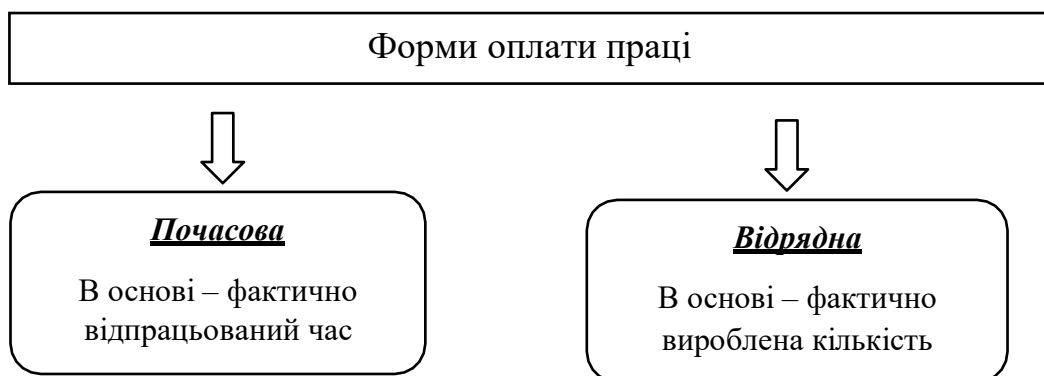 Форми оплати праці
Почасова
В основі – фактично
відпрацьований час
Відрядна
В основі – фактично
вироблена кількість